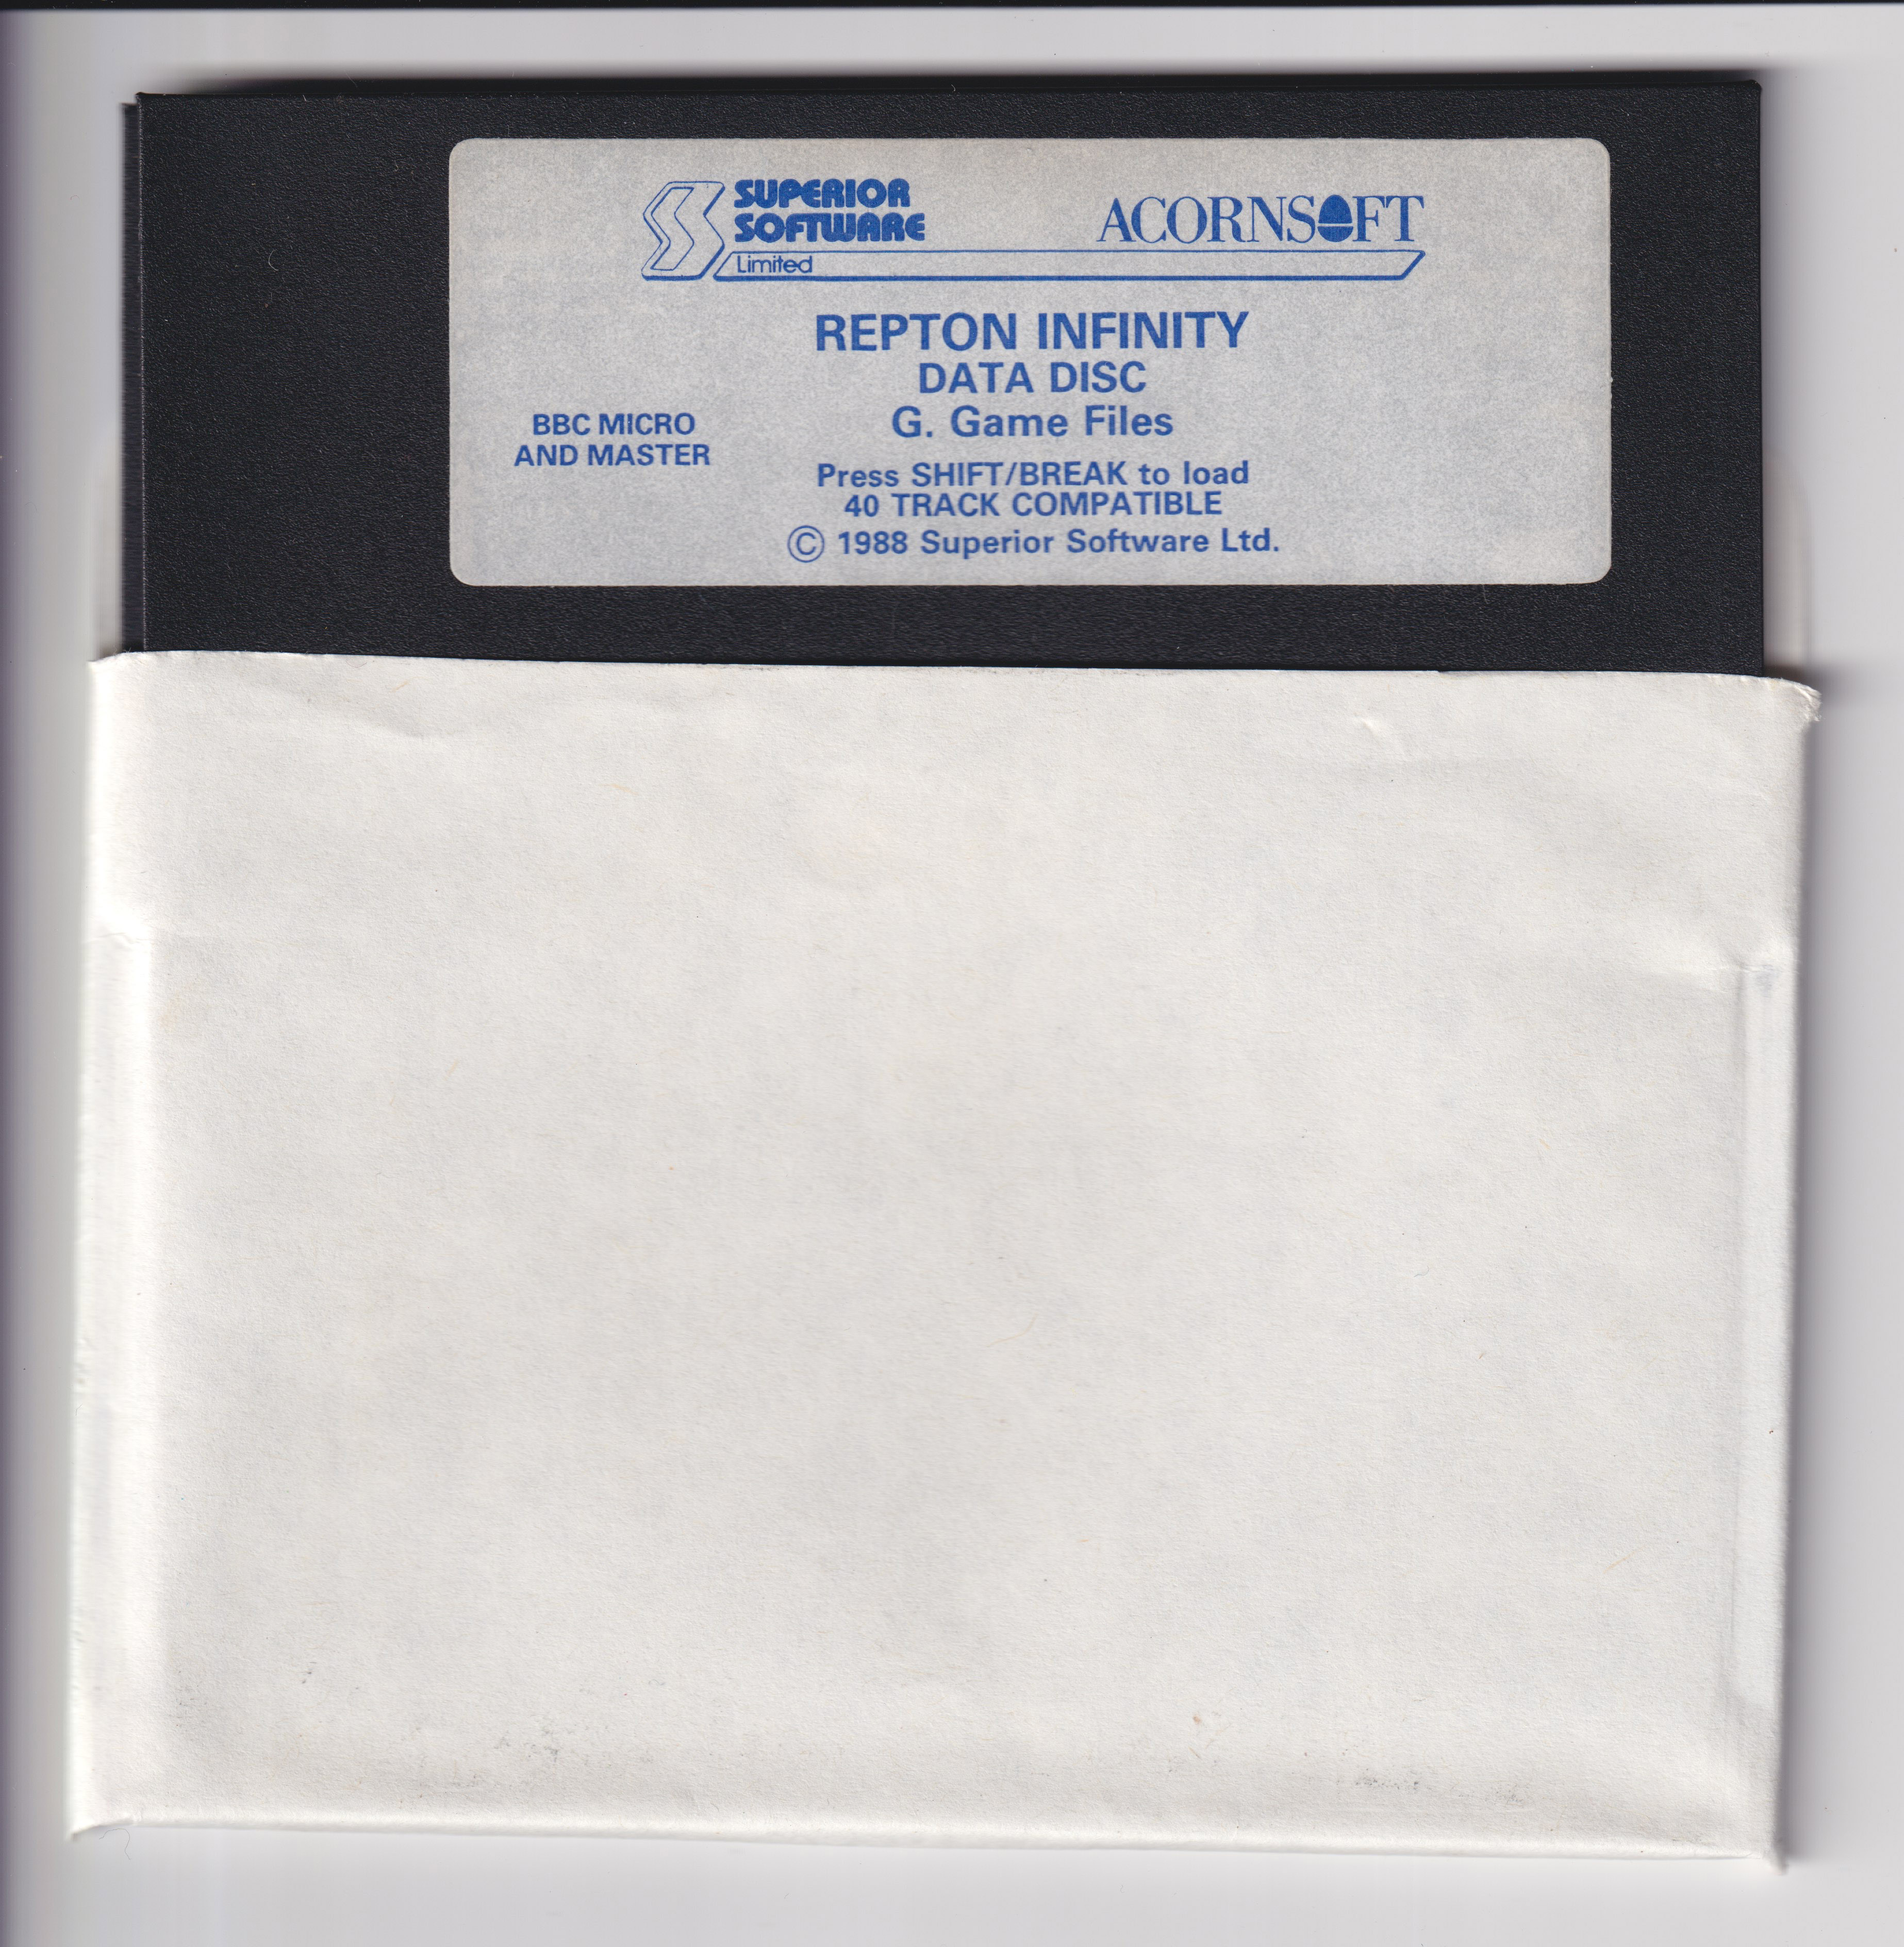 SUPERIOR
SOFTWARE
Limited
ACORNSOFT
REPTON INFINITY
DATA DISC
G. Game Files
BBC MICRO
AND MASTER
Press SHIFT/BREAK to load
40 TRACK COMPATIBLE
© 1988 Superior Software Ltd.